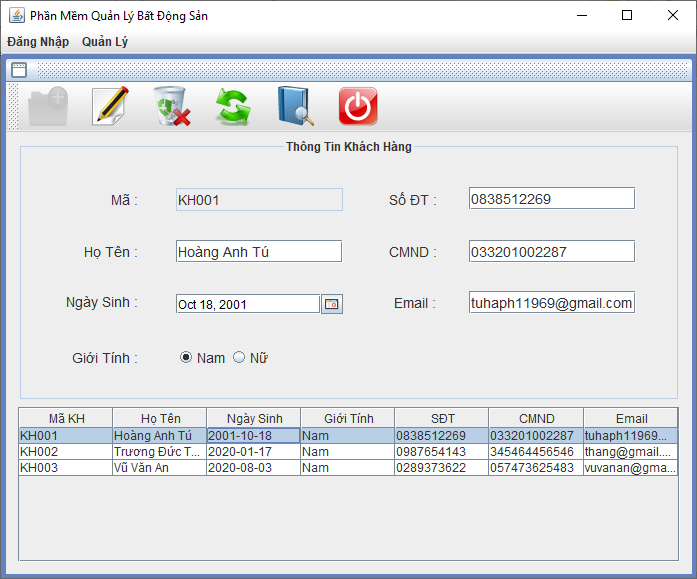 Phần Mềm Quản Lý Bất Động Sản
Đăng Nhập Quản Lý
Thông Tin Khách Hàng
Mã : KH001 Số ĐT : 0838512269
Họ Tên : Hoàng Anh Tú CMND : 033201002287
Ngày Sinh : Oct 18, 2001 Email : tuhaph11969@gmail.com
Giới Tính : Nam Nữ
Mã KH Họ Tên Ngày Sinh Giới Tính SĐT CMND Email
KH001 Hoàng Anh Tú 2001-10-18 Nam 0838512269 033201002287 tuhaph11969...
KH002 Trương Đức T... 2020-01-17 Nam 0987654143 345464456546 thang@gmail....
KH003 Vũ Văn An 2020-08-03 Nam 0289373622 057473625483 vuvanan@gma...